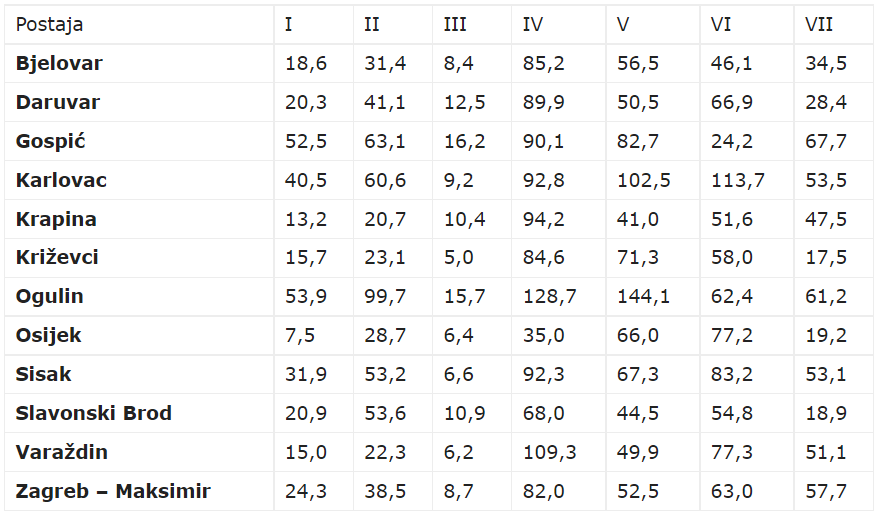 Postaja I II III IV V VI VII
Bjelovar 18,6 31,4 8,4 85,2 56,5 46,1 34,5
Daruvar 20,3 41,1 12,5 89,9 50,5 66,9 28,4
Gospić 52,5 63,1 16,2 90,1 82,7 24,2 67,7
Karlovac 40,5 60,6 9,2 92,8 102,5 113,7 53,5
Krapina 13,2 20,7 10,4 94,2 41,0 51,6 47,5
Križevci 15,7 23,1 5,0 84,6 71,3 58,0 17,5
Ogulin 53,9 99,7 15,7 128,7 144,1 62,4 61,2
Osijek 7,5 28,7 6,4 35,0 66,0 77,2 19,2
Sisak 31,9 53,2 6,6 92,3 67,3 83,2 53,1
Slavonski Brod 20,9 53,6 10,9 68,0 44,5 54,8 18,9
Varaždin 15,0 22,3 6,2 109,3 49,9 77,3 51,1
Zagreb – Maksimir 24,3 38,5 8,7 82,0 52,5 63,0 57,7